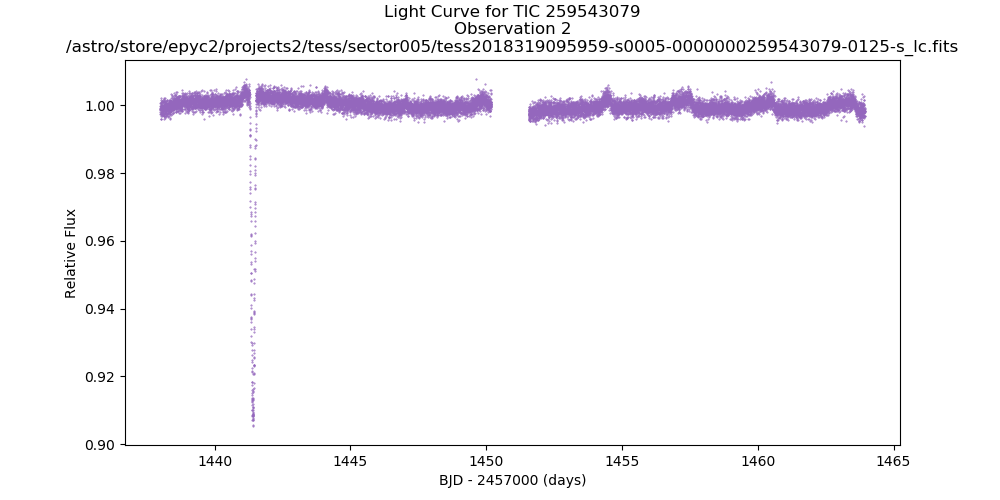 Light Curve for TIC 259543079
Observation 2
/astro/store/epyc2/projects2/tess/sector005/tess2018319095959-s0005-0000000259543079-0125-s_lc.fits
1.00
0.98
0.96
0.94
0.92
0.90
Relative Flux
1440
1445
1450
1455
1460
1465
BJD - 2457000 (days)